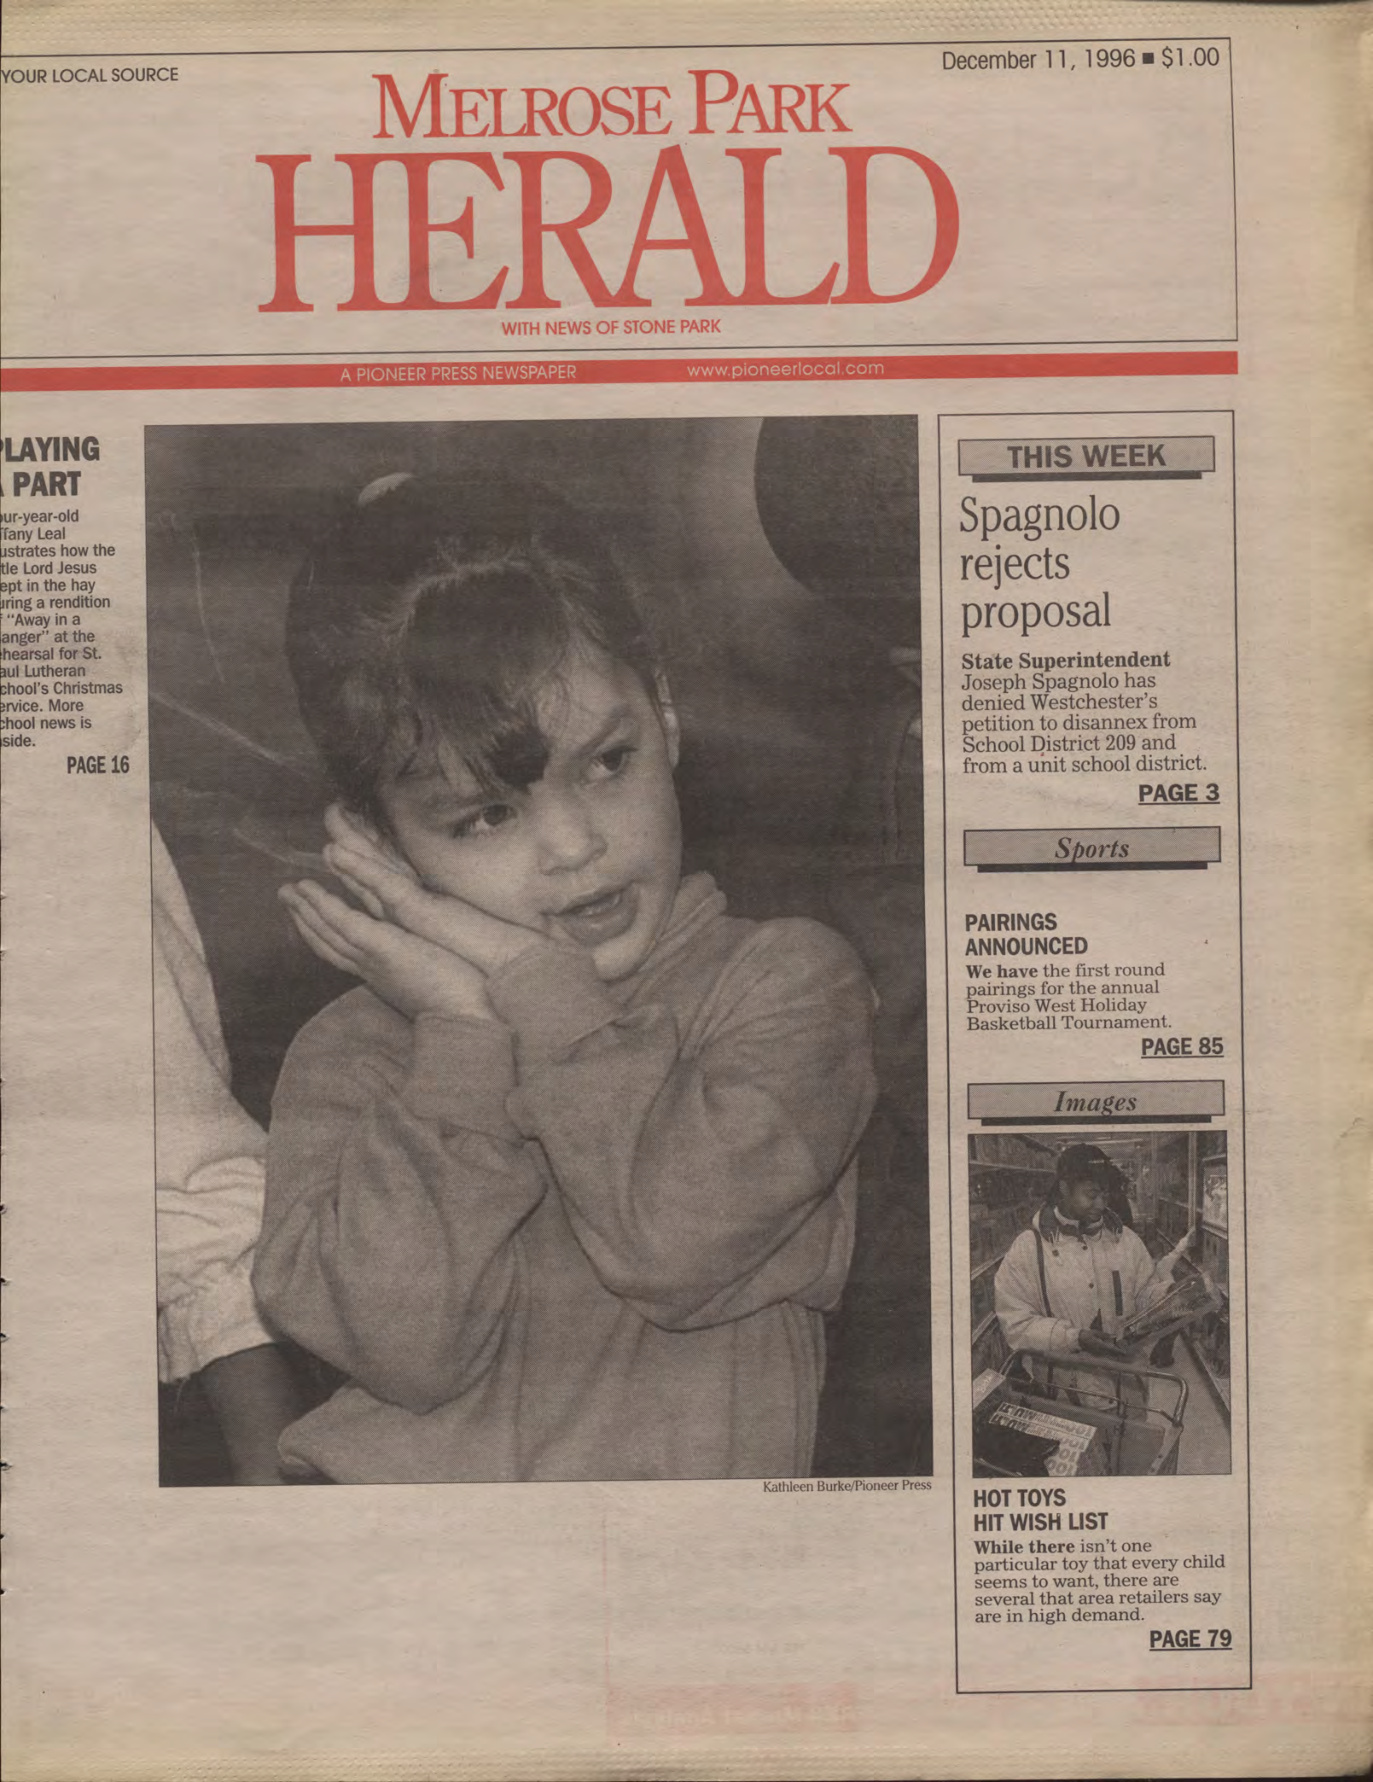 YOUR LOCAL SOURCE
December 11, 1996 ■ $1.00
MELROSE PARK
HERALD
WITH NEWS OF STONE PARK
A PIONEER PRESS NEWSPAPER www.pioneerlocal.com
PLAYING
A PART
our-year-old
ffany Leal
ustrates how the
tle Lord Jesus
ept in the hay
uring a rendition
f "Away in a
anger" at the
ehearsal for St.
aul Lutheran
chool's Christmas
ervice. More
chool news is
side.
PAGE 16
Kathleen Burke/Pioneer Press
THIS WEEK
Spagnolo
rejects
proposal
State Superintendent
Joseph Spagnolo has
denied Westchester's
petition to disannex from
School District 209 and
from a unit school district.
PAGE 3
Sports
PAIRINGS
ANNOUNCED
We have the first round
pairings for the annual
Proviso West Holiday
Basketball Tournament.
PAGE 85
Images
HOT TOYS
HIT WISH LIST
While there isn't one
particular toy that every child
seems to want, there are
several that area retailers say
are in high demand.
PAGE 79